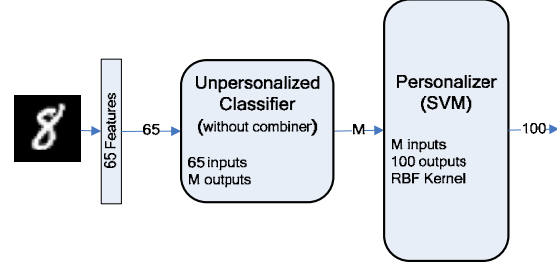 8
65 Features
65
Unpersonalized
Classifier
(without combiner)
65 inputs
M outputs
M
Personalizer
(SVM)
M inputs
100 outputs
RBF Kernel
100